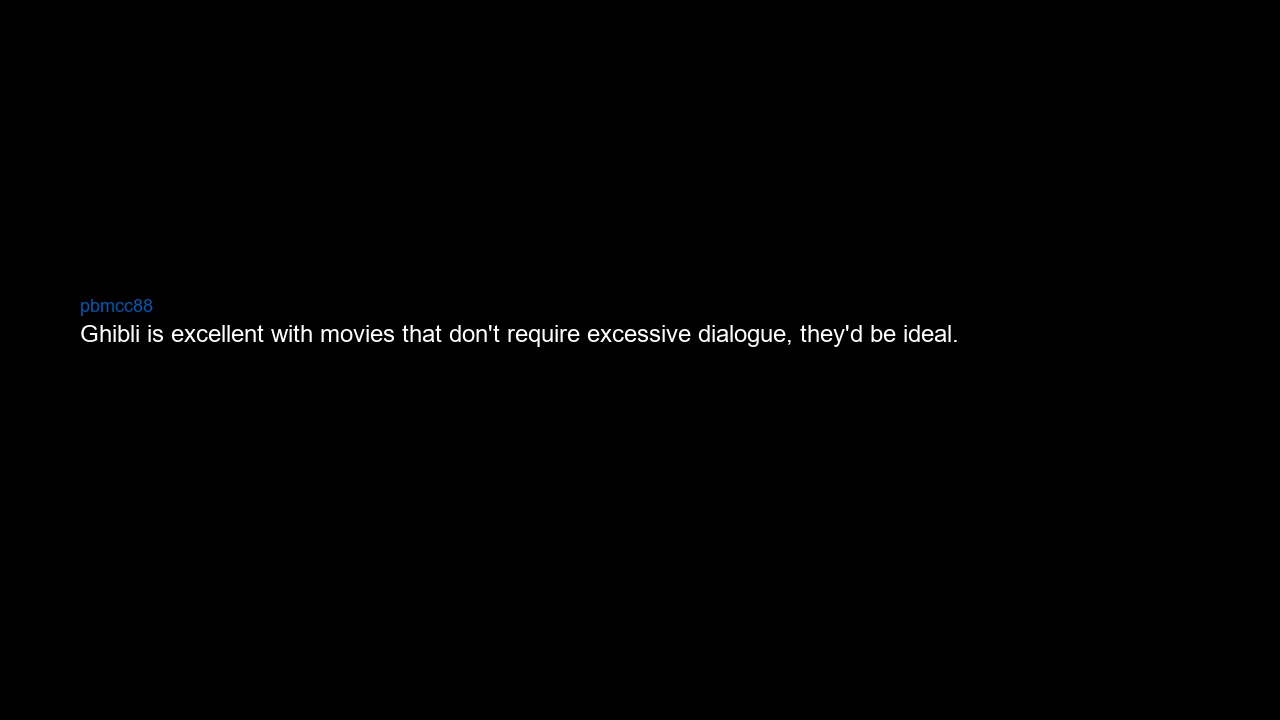 pbmcc88
Ghibli is excellent with movies that don't require excessive dialogue, they'd be ideal.